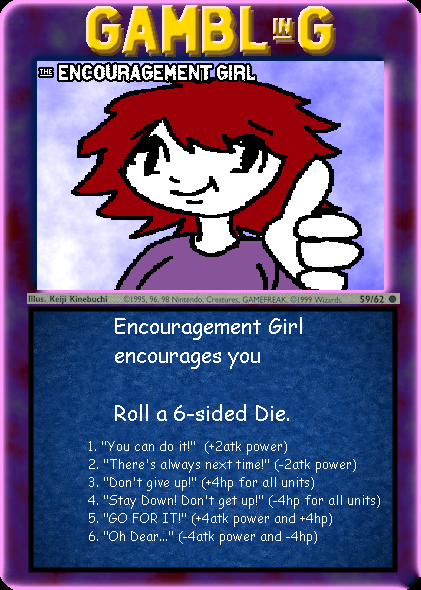 GAMBLinG
THE ENCOURAGEMENT GIRL
Illus. Keiji Kinebuchi ©1995, 96, 98 Nintendo, Creatures, GAMEFREAK. ©1999 Wizards. 59/62
Encouragement Girl
encourages you
Roll a 6-sided Die.
1. "You can do it!" (+2atk power)
2. "There's always next time!" (-2atk power)
3. "Don't give up!" (+4hp for all units)
4. "Stay Down! Don't get up!" (-4hp for all units)
5. "GO FOR IT!" (+4atk power and +4hp)
6. "Oh Dear..." (-4atk power and -4hp)